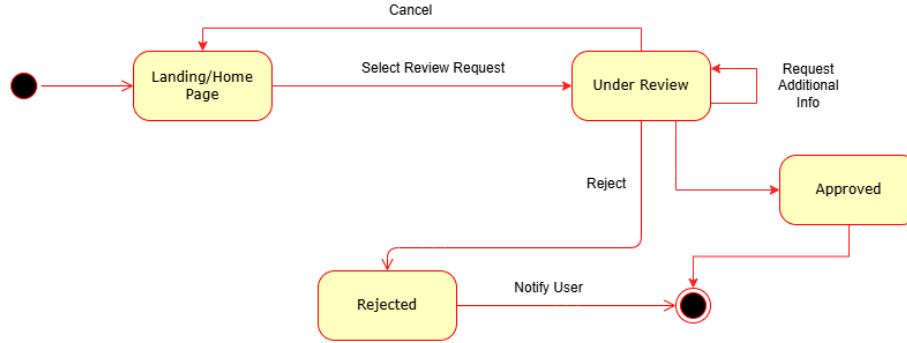 Cancel
Landing/Home
Page
Select Review Request
Under Review
Request
Additional
Info
Reject
Approved
Rejected
Notify User